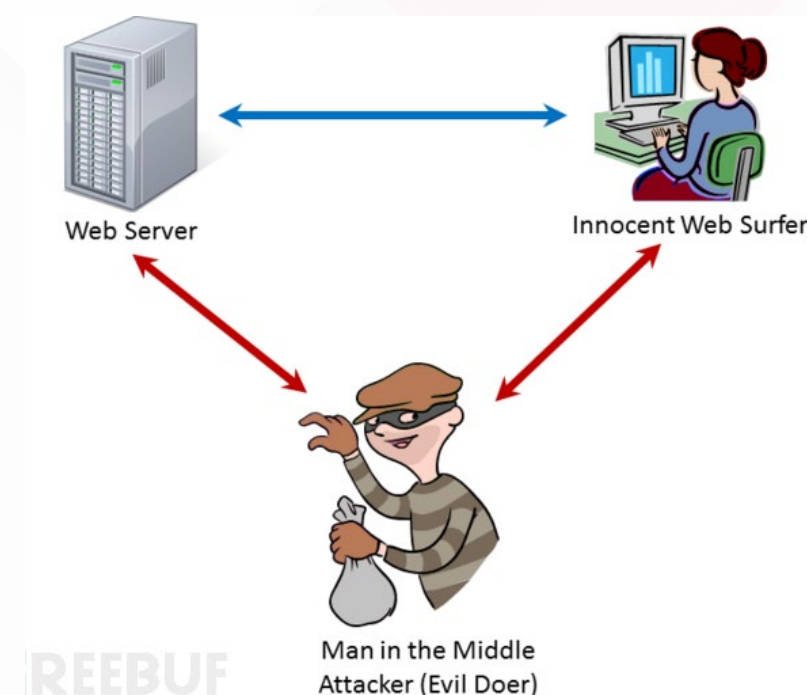 Web Server
Innocent Web Surfer
Man in the Middle
Attacker (Evil Doer)
REEBUF